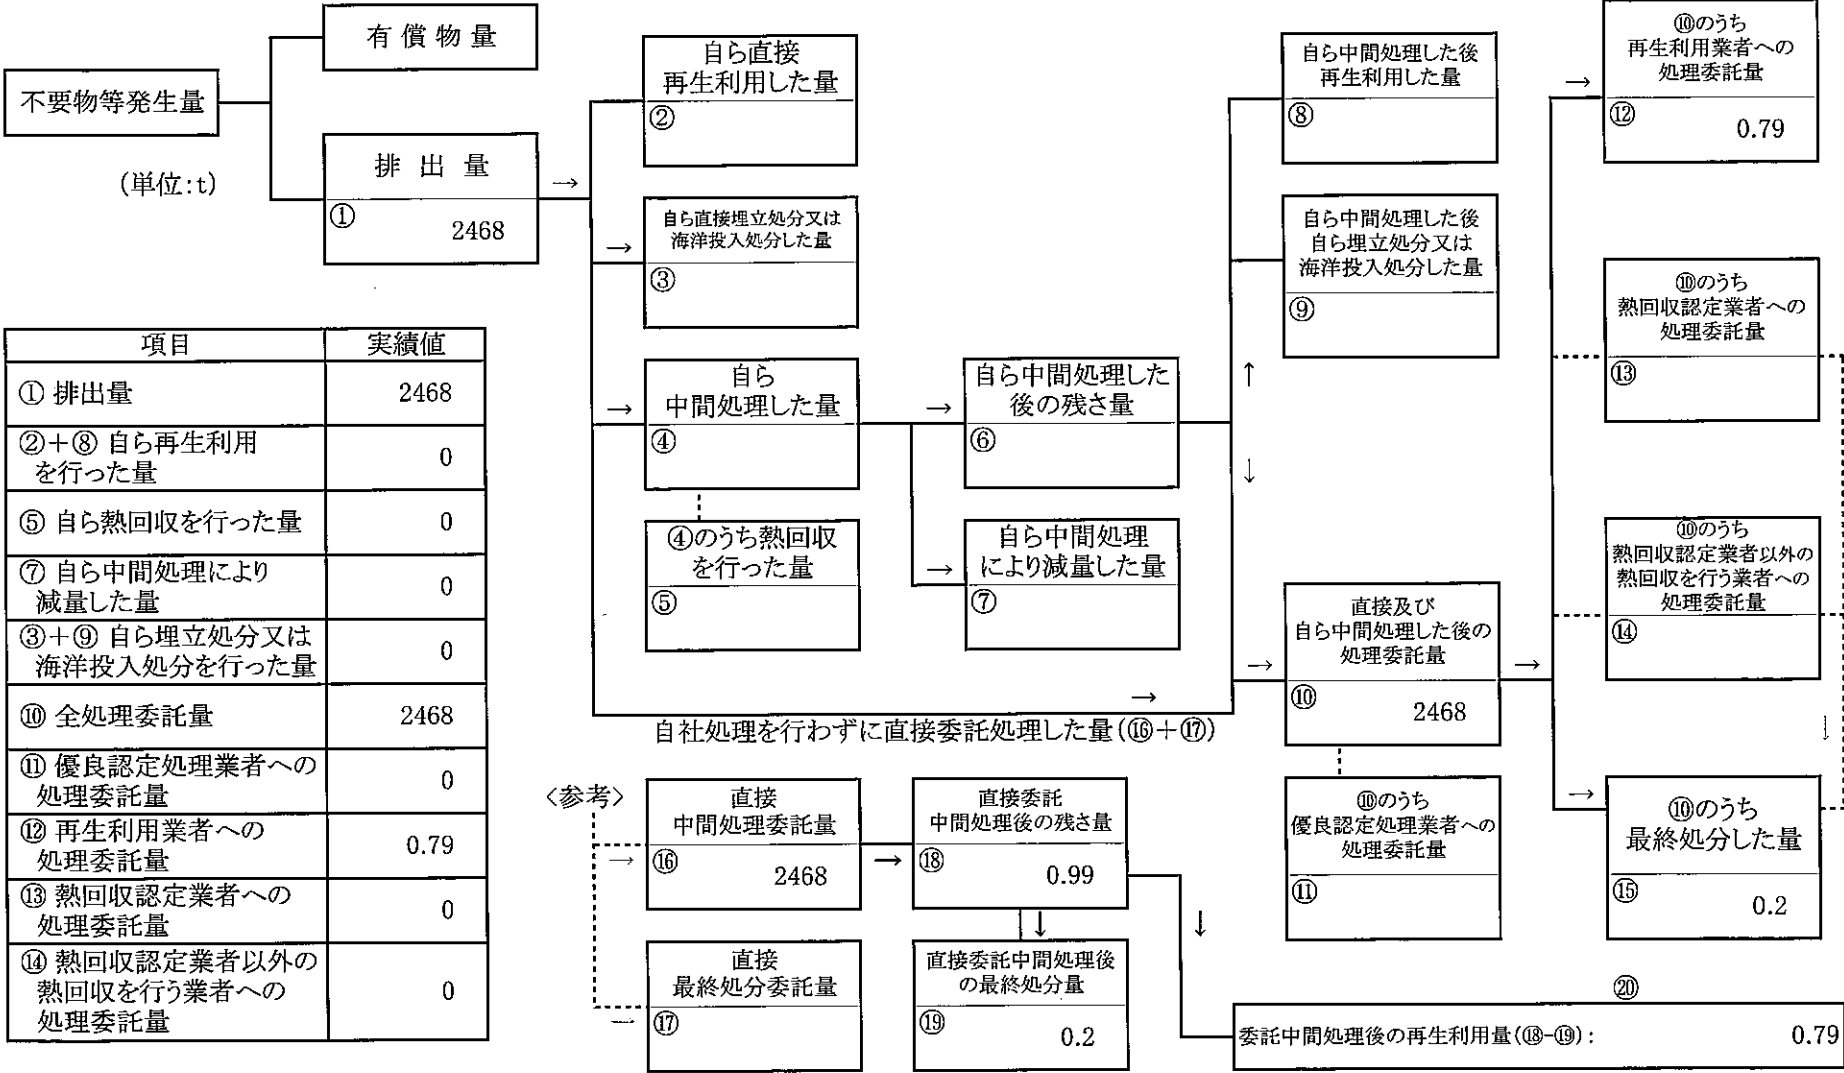 有償物量
不要物等発生量
(単位:t)
排出量
①
2468
→
自ら直接
再生利用した量
②
→
自ら直接埋立処分又は
海洋投入処分した量
③
→
自ら
中間処理した量
④
④のうち熱回収
を行った量
⑤
→
自ら中間処理した
後の残さ量
⑥
→
自ら中間処理
により減量した量
⑦
↑
↓
自ら中間処理した後
再生利用した量
⑧
自ら中間処理した後
自ら埋立処分又は
海洋投入処分した量
⑨
→
自社処理を行わずに直接委託処理した量(⑯+⑰)
→
直接及び
自ら中間処理した後の
処理委託量
⑩
2468
→
⑩のうち
優良認定処理業者への
処理委託量
⑪
→
⑩のうち
再生利用業者への
処理委託量
⑫
0.79
⑩のうち
熱回収認定業者への
処理委託量
⑬
⑩のうち
熱回収認定業者以外の
熱回収を行う業者への
処理委託量
⑭
↓
→
⑩のうち
最終処分した量
⑮
0.2
項目 実績値
① 排出量 2468
②+⑧ 自ら再生利用
を行った量 0
⑤ 自ら熱回収を行った量 0
⑦ 自ら中間処理により
減量した量 0
③+⑨ 自ら埋立処分又は
海洋投入処分を行った量 0
⑩ 全処理委託量 2468
⑪ 優良認定処理業者への
処理委託量 0
⑫ 再生利用業者への
処理委託量 0.79
⑬ 熱回収認定業者への
処理委託量 0
⑭ 熱回収認定業者以外の
熱回収を行う業者への
処理委託量 0
〈参考〉
→
直接
中間処理委託量
⑯
2468
→
直接委託
中間処理後の残さ量
⑱
0.99
↓
↓
→
直接
最終処分委託量
⑰
直接委託中間処理後
の最終処分量
⑲
0.2
⑳
委託中間処理後の再生利用量(⑱-⑲): 0.79